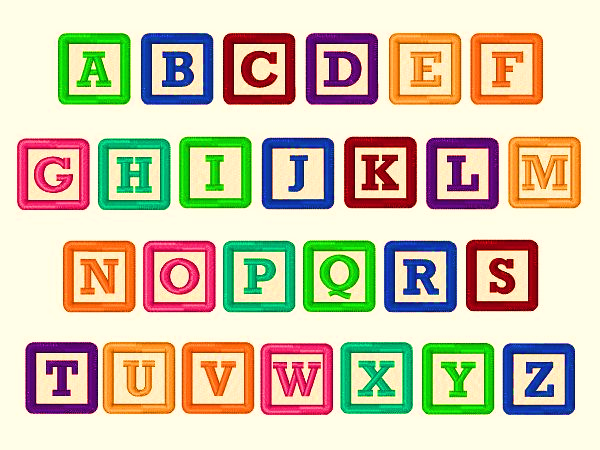 A B C D E F
G H I J K L M
N O P Q R S
T U V W X Y Z